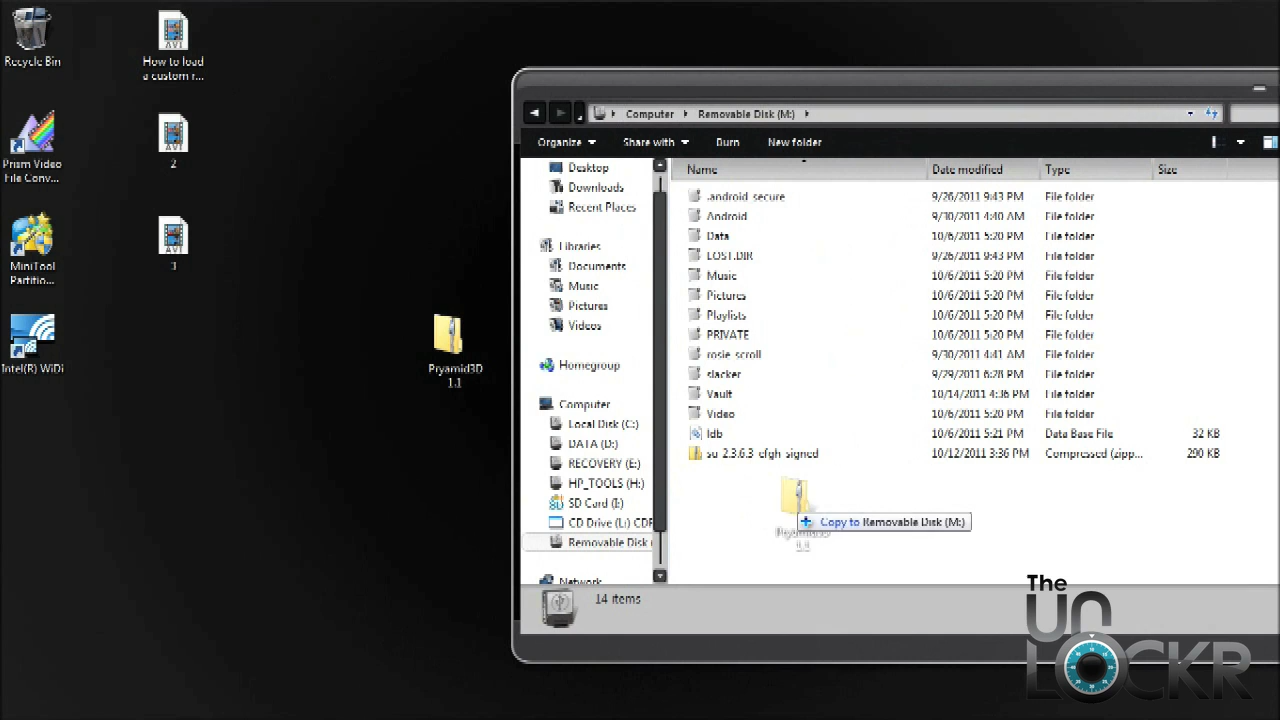 Recycle Bin
How to load
a custom r...
Prism Video
File Conv...
2
MiniTool
Partitio...
Intel(R) WiDi
Pryamid3D
1.1
Computer
Removable Disk (M:)
Organize
Share with
Burn
New folder
Desktop
Downloads
Recent Places
Libraries
Documents
Music
Pictures
Videos
Homegroup
Computer
Local Disk (C:)
DATA (D:)
RECOVERY (E:)
HP_TOOLS (H:)
SD Card (I:)
CD Drive (L:) CDF
Removable Disk (
Network
Name Date modified Type Size
.android_secure 9/26/2011 9:43 PM File folder
Android 9/30/2011 4:40 AM File folder
Data 10/6/2011 5:20 PM File folder
LOST.DIR 9/26/2011 9:43 PM File folder
Music 10/6/2011 5:20 PM File folder
Pictures 10/6/2011 5:20 PM File folder
Playlists 10/6/2011 5:20 PM File folder
PRIVATE 10/6/2011 5:20 PM File folder
rosie_scroll 9/30/2011 4:41 AM File folder
slacker 9/29/2011 6:28 PM File folder
Vault 10/14/2011 4:36 PM File folder
Video 10/6/2011 5:20 PM File folder
ldb 10/6/2011 5:21 PM Data Base File 32 KB
su_2.3.6.3_efgh_signed 10/12/2011 3:36 PM Compressed (zipp... 290 KB
Copy to Removable Disk (M:)
Pryamid3D
1.1
14 items
The
UN
LOCKR